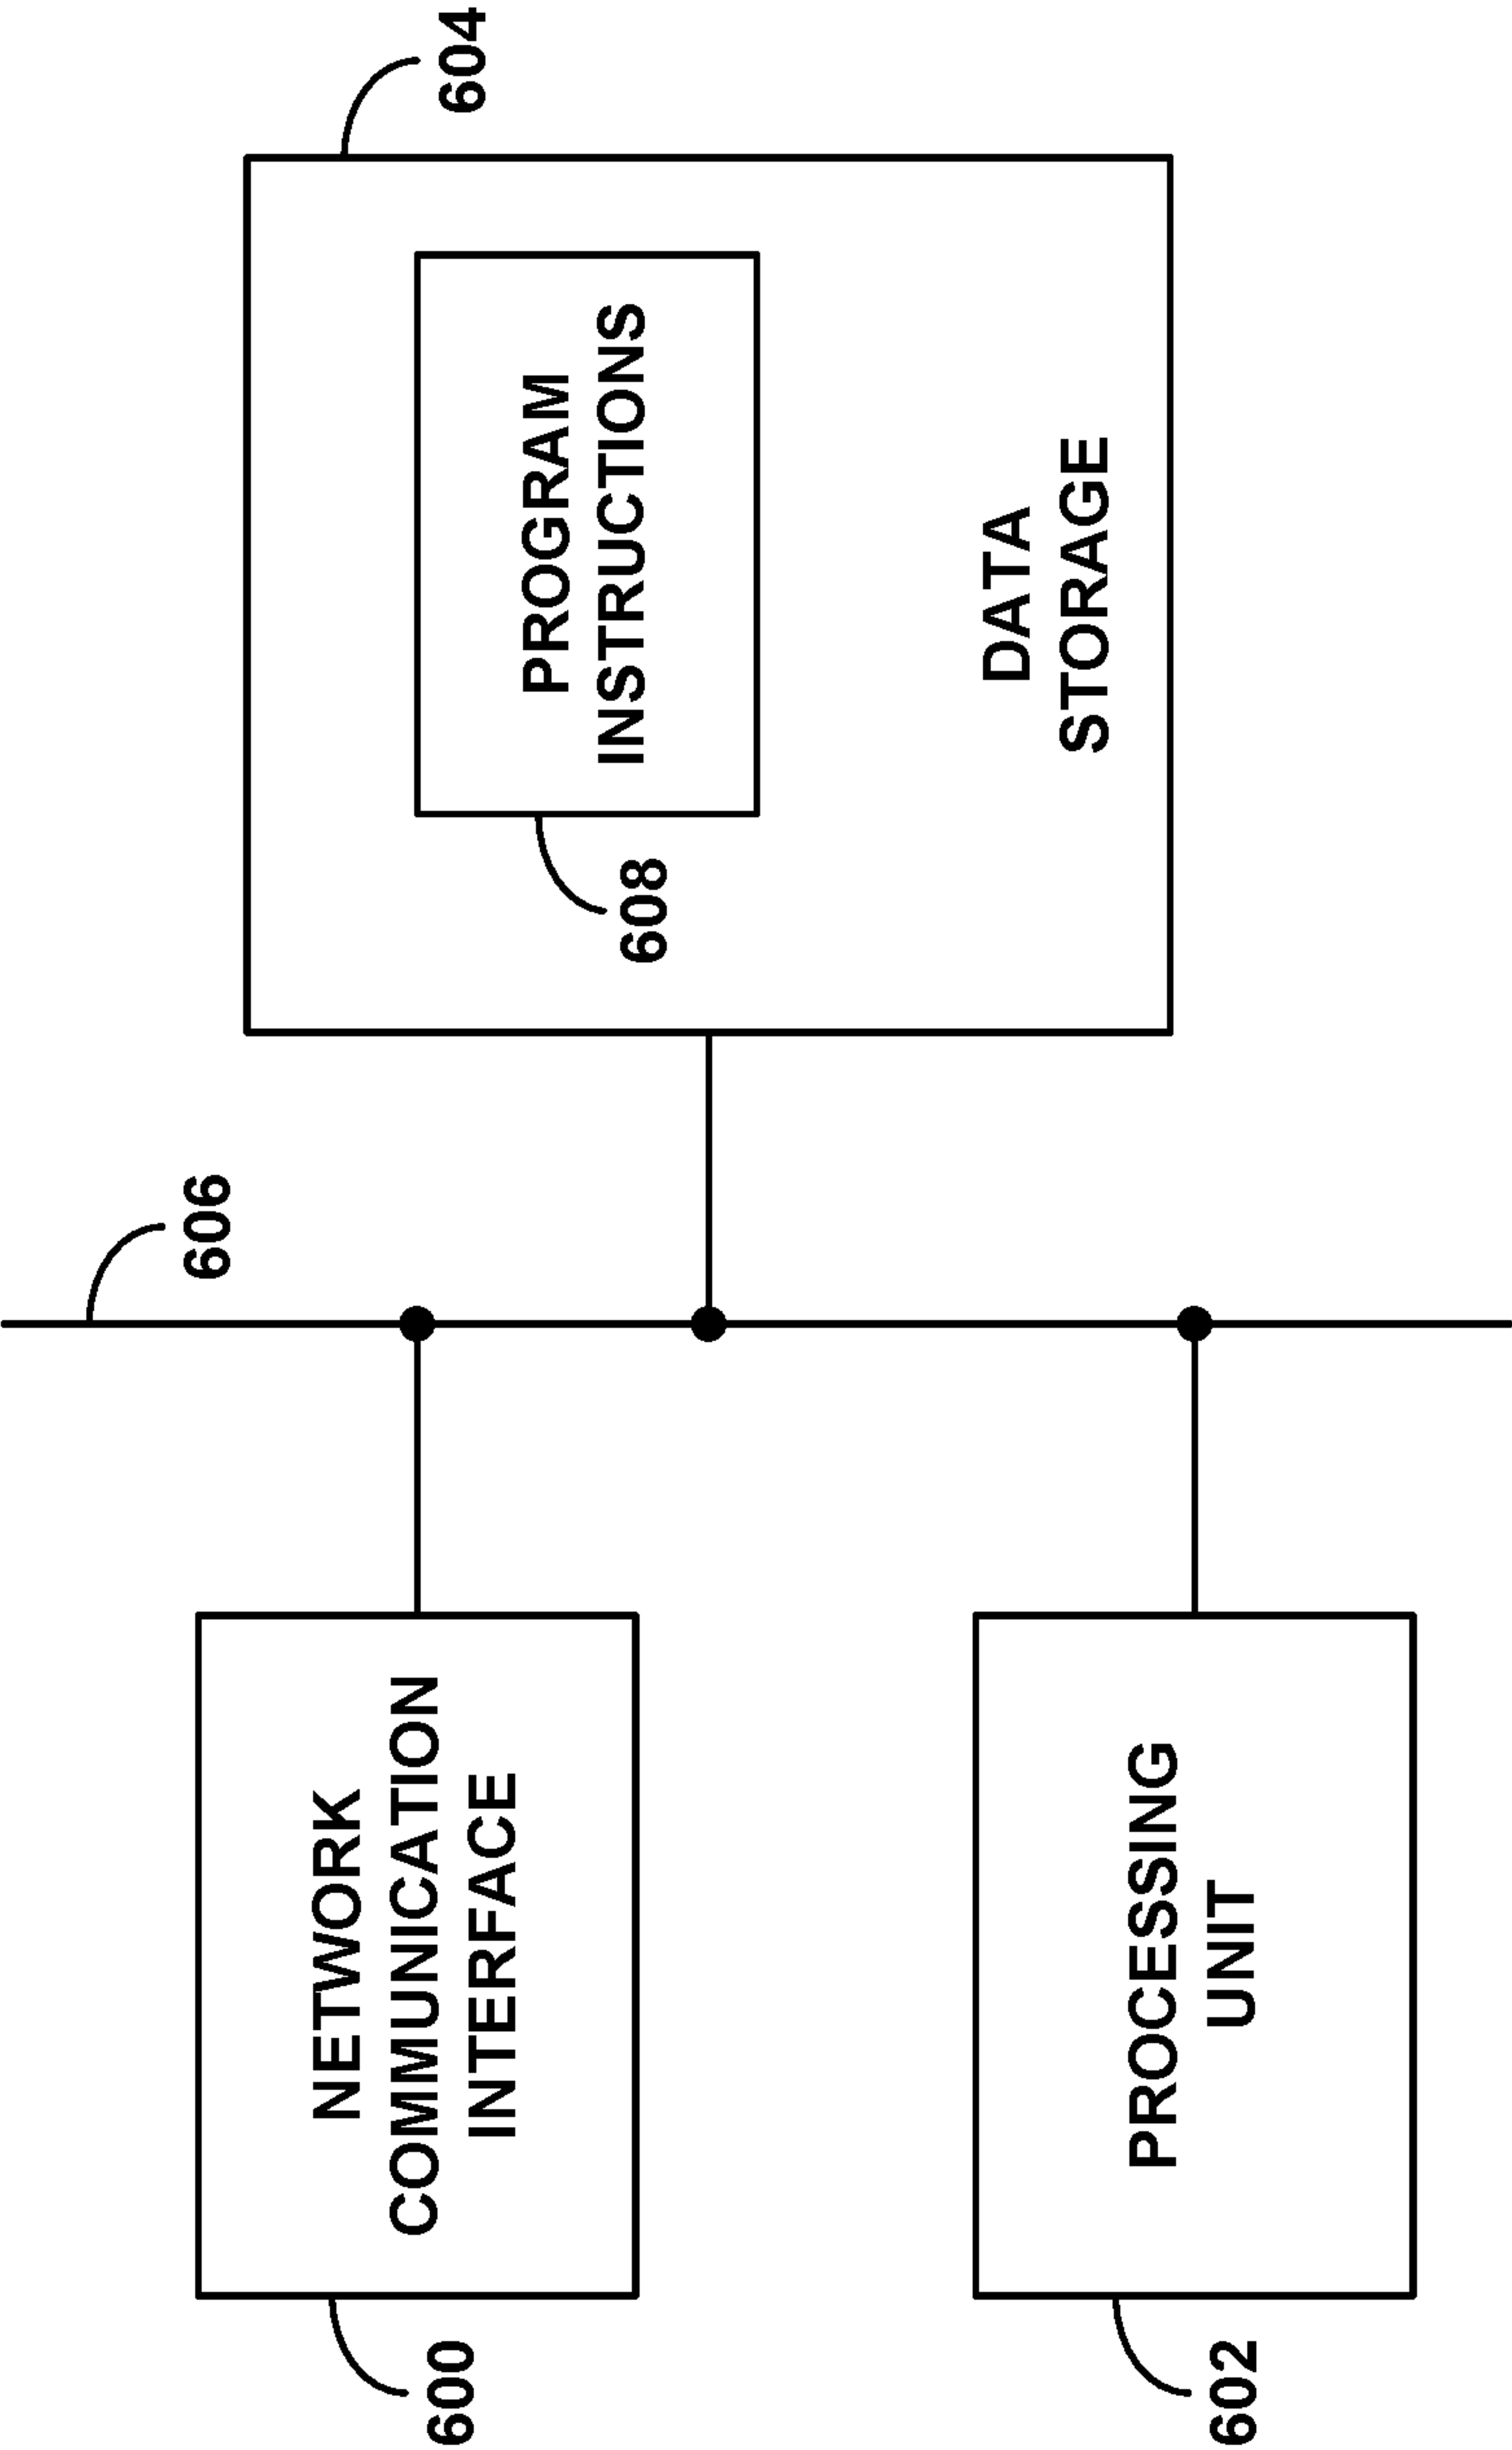 600
NETWORK
COMMUNICATION
INTERFACE
606
604
PROGRAM
INSTRUCTIONS
608
DATA
STORAGE
602
PROCESSING
UNIT